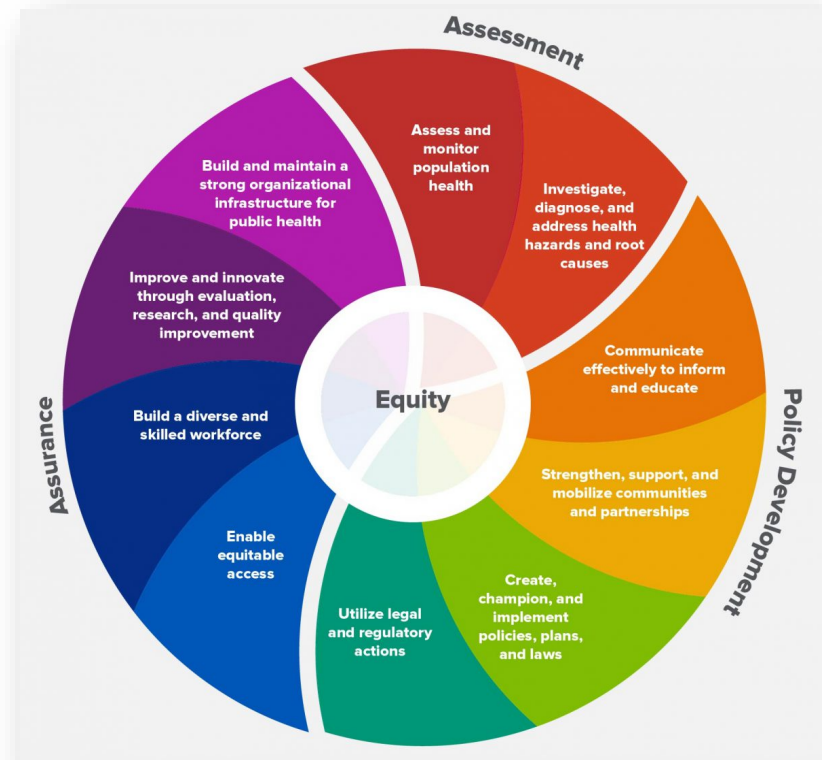 Assessment
Assess and
monitor
population
health
Investigate,
diagnose, and
address health
hazards and root
causes
Policy Development
Communicate
effectively to inform
and educate
Strengthen, support, and
mobilize communities
and partnerships
Create,
champion, and
implement
policies, plans,
and laws
Utilize legal
and regulatory
actions
Assurance
Enable
equitable
access
Build a diverse and
skilled workforce
Improve and innovate
through evaluation,
research, and quality
improvement
Build and maintain a
strong organizational
infrastructure for
public health
Equity